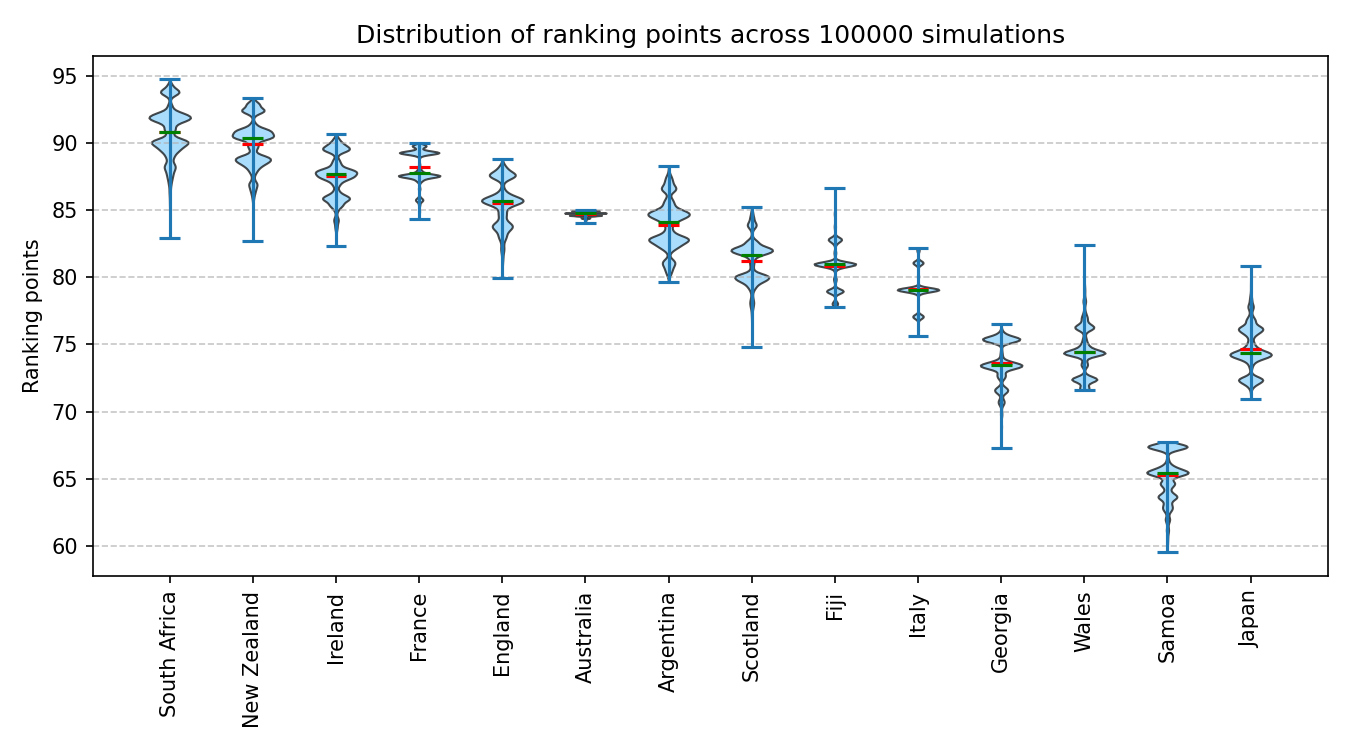 Distribution of ranking points across 100000 simulations
Ranking points
95
90
85
80
75
70
65
60
South Africa
New Zealand
Ireland
France
England
Australia
Argentina
Scotland
Fiji
Italy
Georgia
Wales
Samoa
Japan